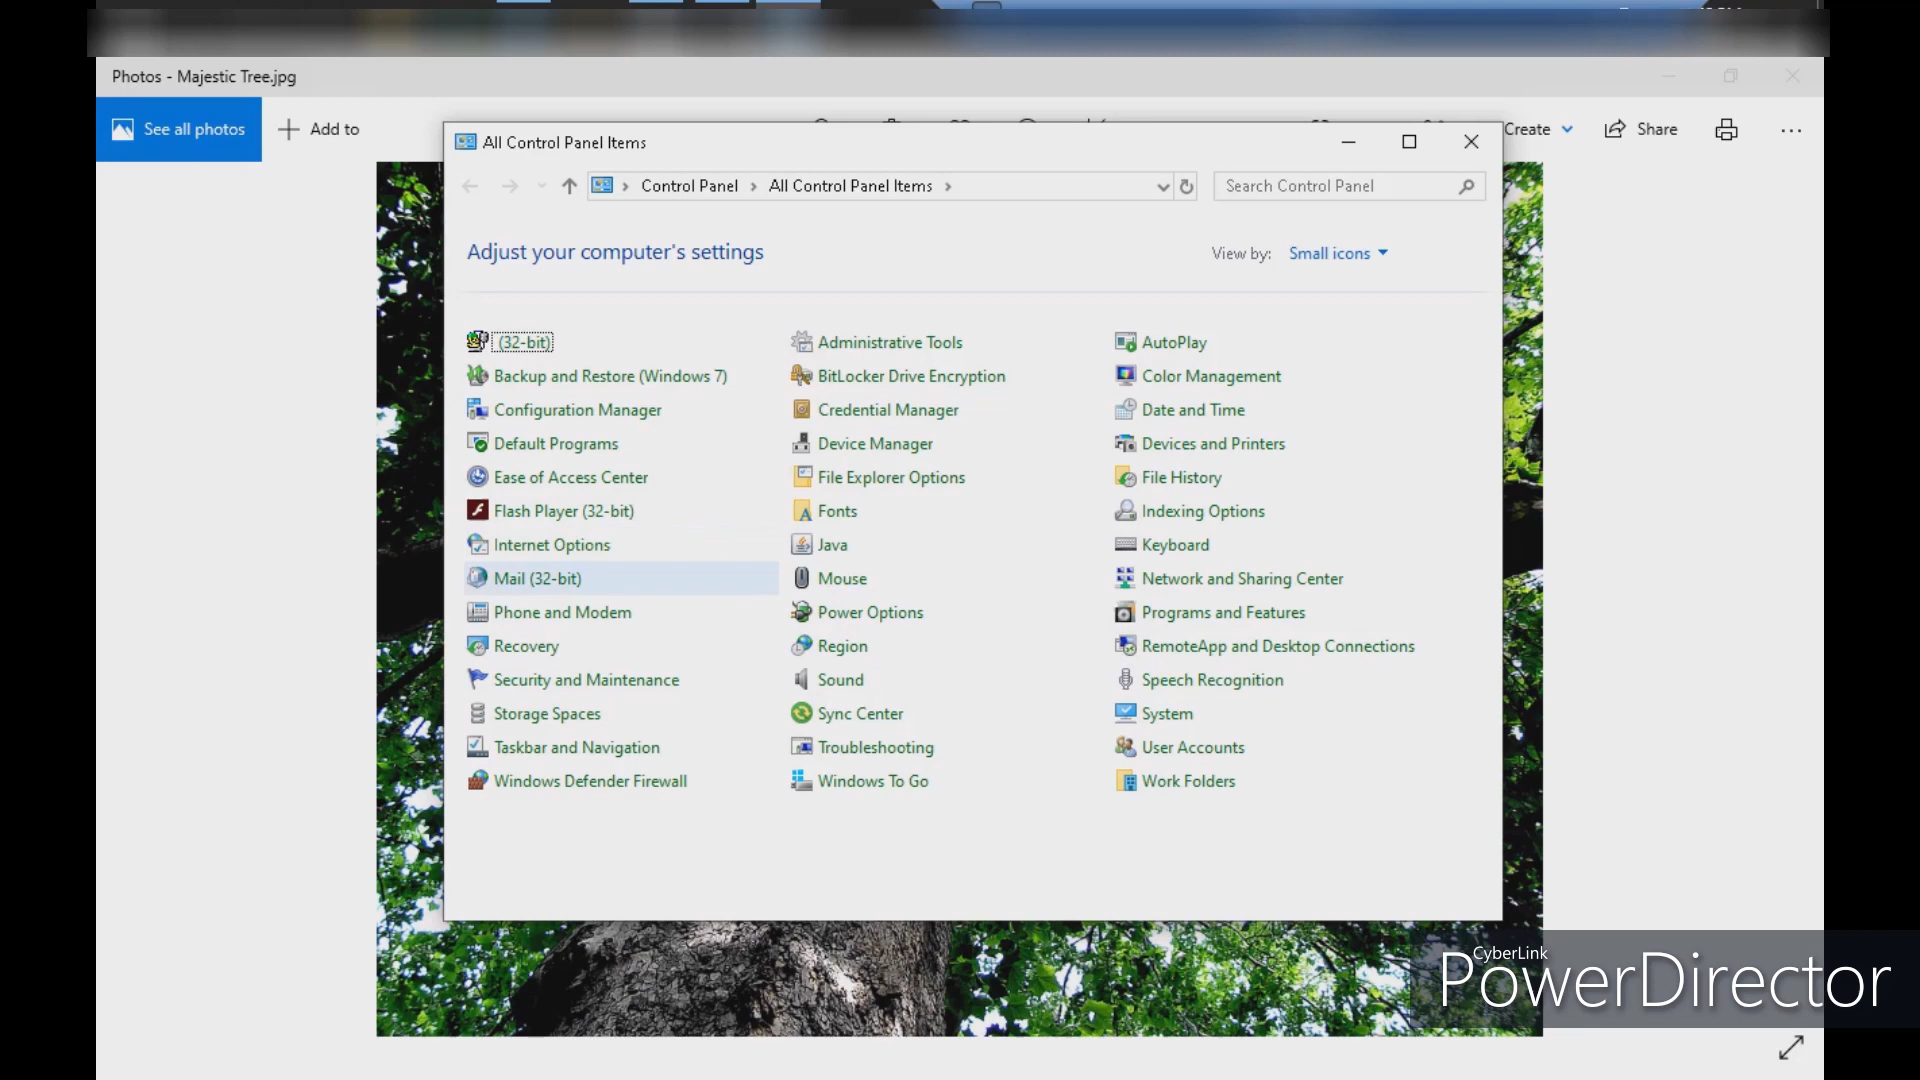 Photos - Majestic Tree.jpg
See all photos
Add to
Create
Share
All Control Panel Items
Control Panel
All Control Panel Items
Search Control Panel
Adjust your computer's settings
View by:
Small icons
(32-bit)
Administrative Tools
AutoPlay
Backup and Restore (Windows 7)
BitLocker Drive Encryption
Color Management
Configuration Manager
Credential Manager
Date and Time
Default Programs
Device Manager
Devices and Printers
Ease of Access Center
File Explorer Options
File History
Flash Player (32-bit)
Fonts
Indexing Options
Internet Options
Java
Keyboard
Mail (32-bit)
Mouse
Network and Sharing Center
Phone and Modem
Power Options
Programs and Features
Recovery
Region
RemoteApp and Desktop Connections
Security and Maintenance
Sound
Speech Recognition
Storage Spaces
Sync Center
System
Taskbar and Navigation
Troubleshooting
User Accounts
Windows Defender Firewall
Windows To Go
Work Folders
CyberLink
PowerDirector